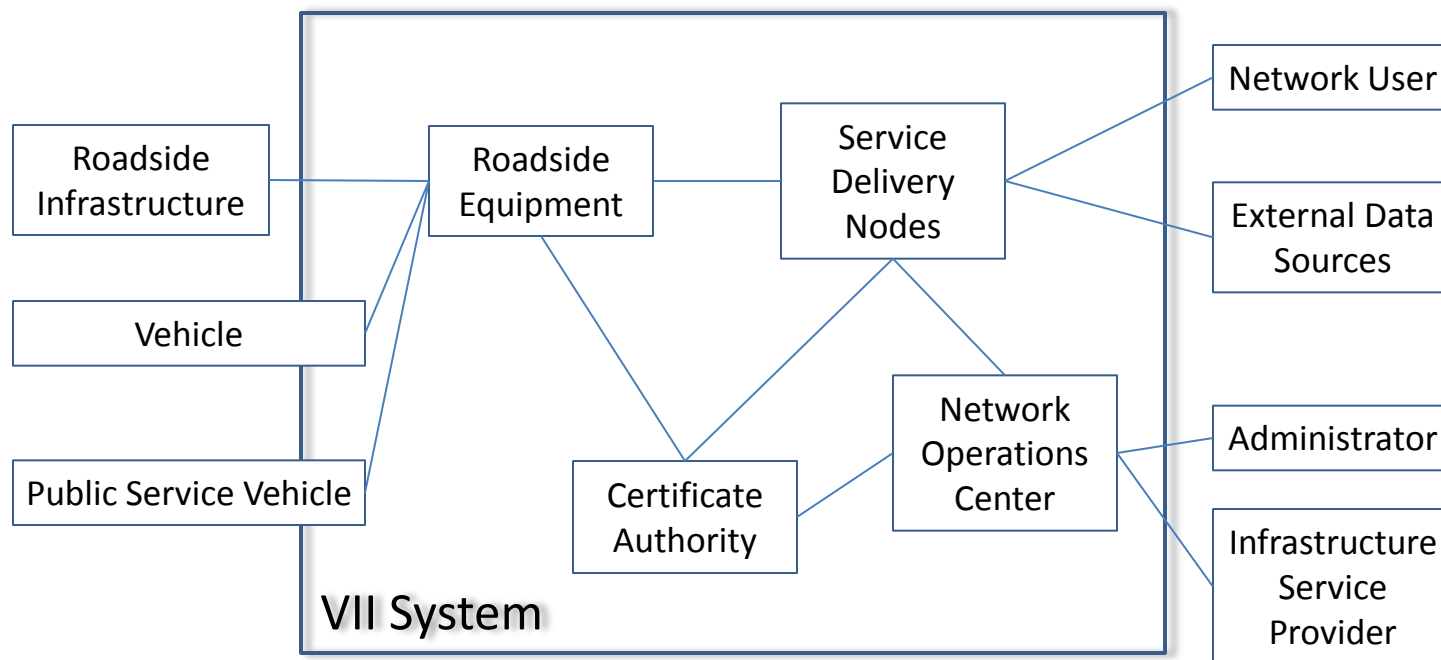 Roadside
Infrastructure
Vehicle
Public Service Vehicle
Roadside
Equipment
Service
Delivery
Nodes
Certificate
Authority
Network
Operations
Center
VII System
Network User
External Data
Sources
Administrator
Infrastructure
Service
Provider